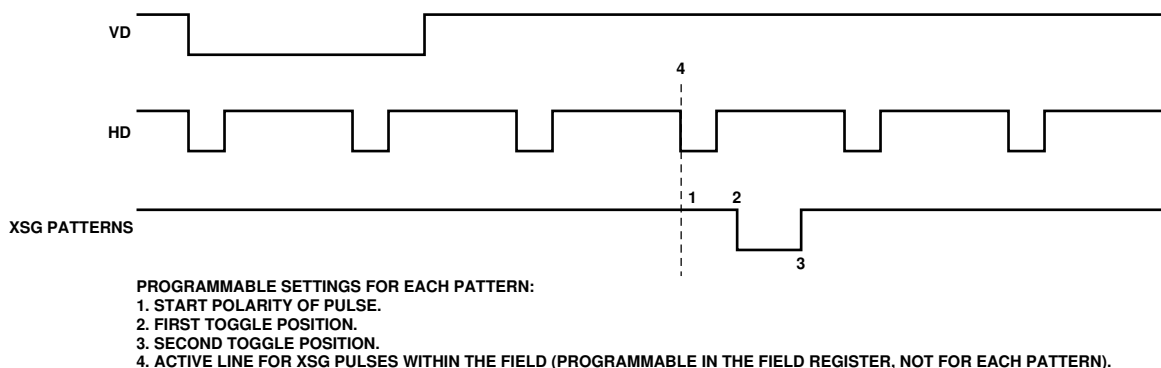 VD
4
HD
1
2
XSG PATTERNS
3
PROGRAMMABLE SETTINGS FOR EACH PATTERN:
1. START POLARITY OF PULSE.
2. FIRST TOGGLE POSITION.
3. SECOND TOGGLE POSITION.
4. ACTIVE LINE FOR XSG PULSES WITHIN THE FIELD (PROGRAMMABLE IN THE FIELD REGISTER, NOT FOR EACH PATTERN).